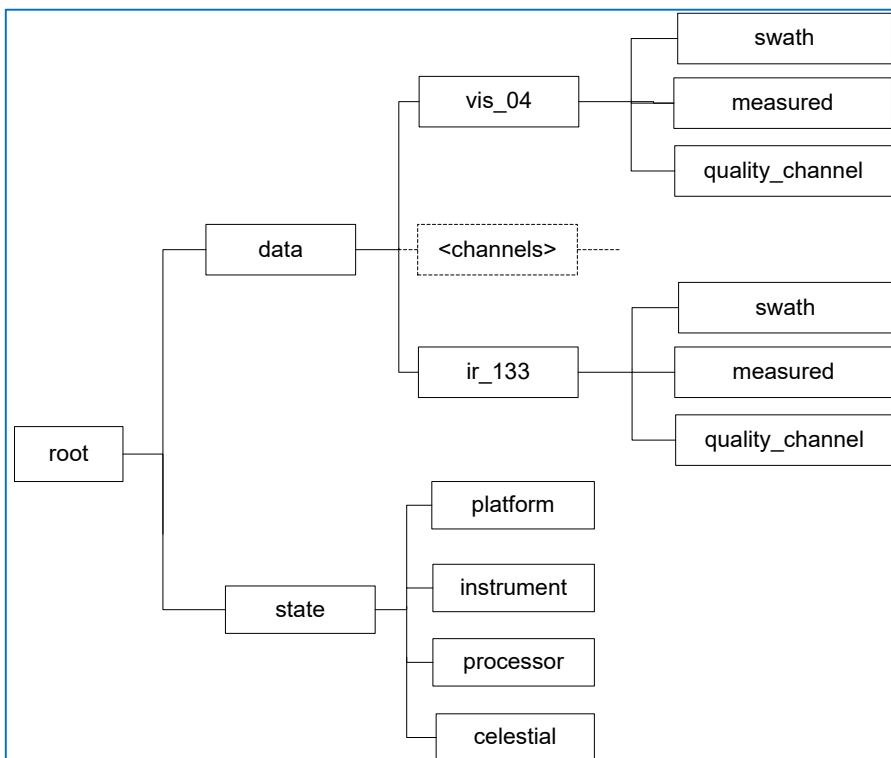 swath
vis_04
measured
quality_channel
data
<channels>
swath
ir_133
measured
quality_channel
root
platform
instrument
state
processor
celestial